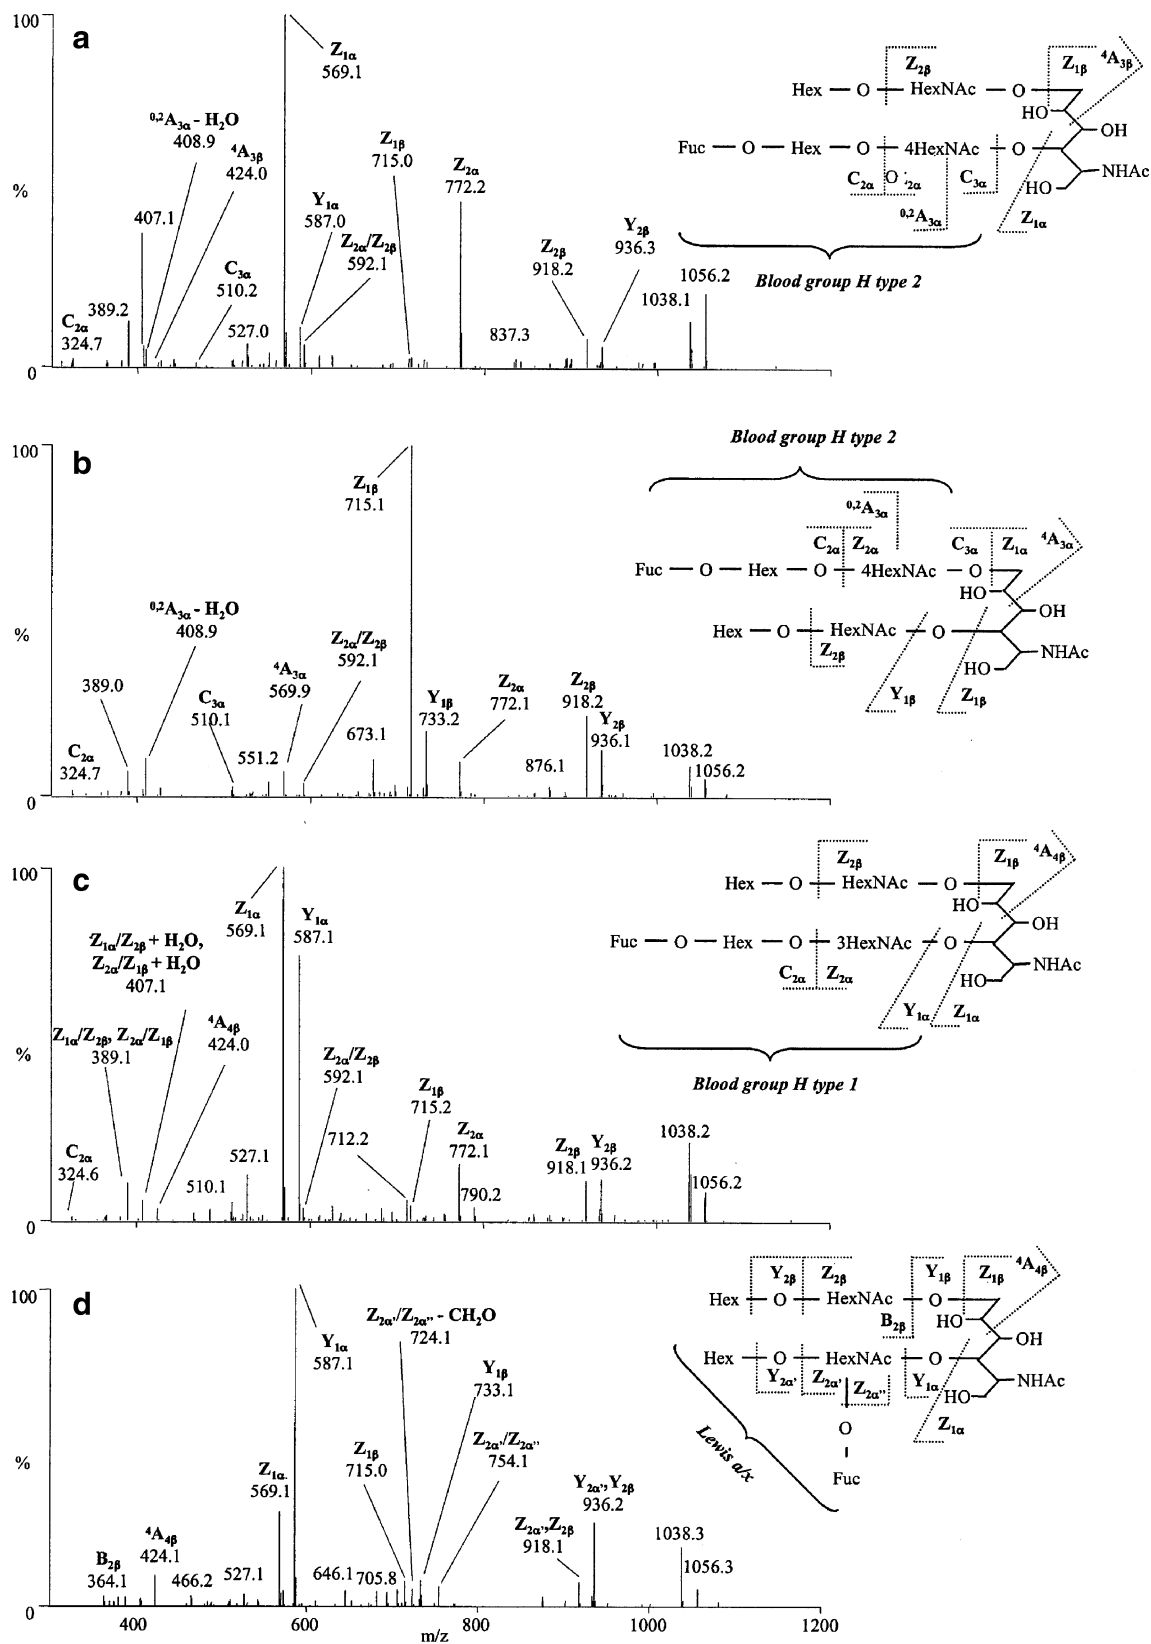 100
a
%
0
Z1α
569.1
0,2A3α - H2O
408.9
4A3β
424.0
407.1
Y1α
587.0
Z2α/Z2β
592.1
Z1β
715.0
Z2α
772.2
C3α
510.2
389.2
C2α
324.7
527.0
837.3
Z2β
918.2
Y2β
936.3
1038.1
1056.2
Z2β
Z1β
4A3β
Hex — O — HexNAc — O
HO
OH
Fuc — O — Hex — O — 4HexNAc — O
NHAc
HO
C2α
C3α
0,2A3α
Z1α
Blood group H type 2
100
b
%
0
Z1β
715.1
0,2A3α - H2O
408.9
Z2α/Z2β
592.1
4A3α
569.9
389.0
C3α
510.1
C2α
324.7
551.2
673.1
Y1β
733.2
Z2α
772.1
876.1
Z2β
918.2
Y2β
936.1
1038.2
1056.2
Blood group H type 2
0,2A3α
C2α
Z2α
C3α
Z1α
4A3α
Fuc — O — Hex — O — 4HexNAc — O
HO
OH
Hex — O — HexNAc — O
NHAc
HO
Z2β
Y1β
Z1β
100
c
%
0
Z1α
569.1
Y1α
587.1
Z1α/Z2β + H2O,
Z2α/Z1β + H2O
407.1
Z1α/Z2β, Z2α/Z1β
389.1
4A4β
424.0
Z2α/Z2β
592.1
Z1β
715.2
712.2
C2α
324.6
510.1
527.1
Z2α
772.1
790.2
Z2β
918.1
Y2β
936.2
1038.2
1056.2
Z2β
Z1β
4A4β
Hex — O — HexNAc — O
HO
OH
Fuc — O — Hex — O — 3HexNAc — O
NHAc
HO
C2α
Z2α
Y1α
Z1α
Blood group H type 1
100
d
%
0
Y1α
587.1
Z2α'/Z2α'' - CH2O
724.1
Y1β
733.1
Z1β
715.0
Z2α'/Z2α''
754.1
Z1α
569.1
4A4β
424.1
B2β
364.1
466.2
527.1
646.1
705.8
Z2α', Z2β
918.1
Y2α', Y2β
936.2
1038.3
1056.3
Y2β
Z2β
Y1β
Z1β
4A4β
Hex — O — HexNAc — O
B2β
HO
OH
Hex — O — HexNAc — O
NHAc
HO
Y2α'
Z2α'
Z2α''
Y1α
Z1α
O
Fuc
Lewis a/x
400
600
800
1000
1200
m/z